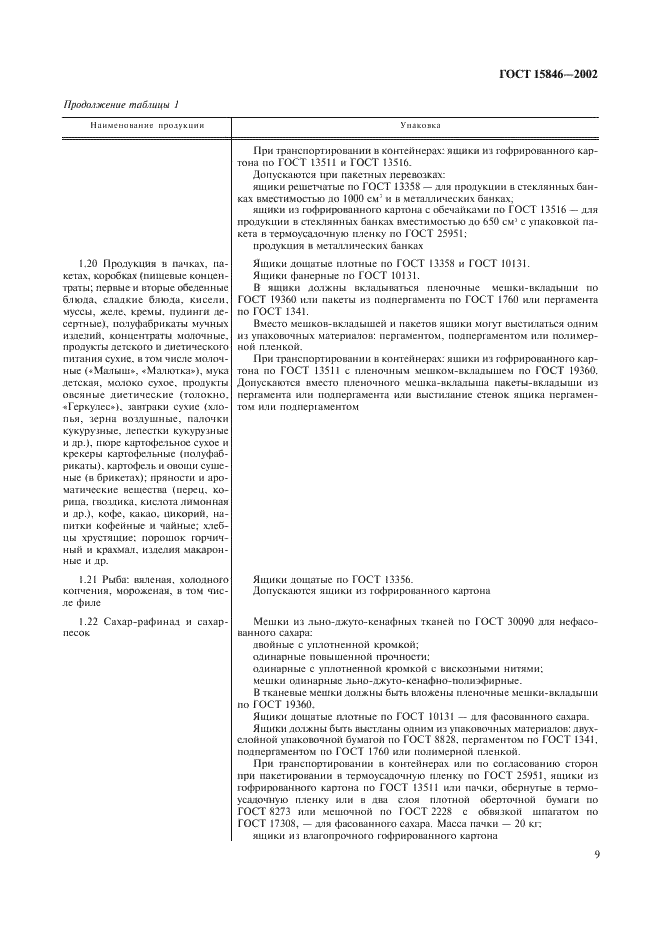 ГОСТ 15846—2002
Продолжение таблицы 1
Наименование продукции
Упаковка
При транспортировании в контейнерах: ящики из гофрированного кар-
тона по ГОСТ 13511 и ГОСТ 13516.
Допускаются при пакетных перевозках:
ящики решетчатые по ГОСТ 13358 — для продукции в стеклянных бан-
ках вместимостью до 1000 см³ и в металлических банках;
ящики из гофрированного картона с обечайками по ГОСТ 13516 — для
продукции в стеклянных банках вместимостью до 650 см³ с упаковкой па-
кета в термоусадочную пленку по ГОСТ 25951;
продукция в металлических банках
1.20 Продукция в пачках, па-
кетах, коробках (пищевые концен-
траты; первые и вторые обеденные
блюда, сладкие блюда, кисели,
муссы, желе, кремы, пудинги де-
сертные), полуфабрикаты мучных
изделий, концентраты молочные,
продукты детского и диетического
питания сухие, в том числе молоч-
ные («Малыш», «Малютка»), мука
детская, молоко сухое, продукты
овсяные диетические (толокно,
«Геркулес»), завтраки сухие (хло-
пья, зерна воздушные, палочки
кукурузные, лепестки кукурузные
и др.), пюре картофельное сухое и
крекеры картофельные (полуфаб-
рикаты), картофель и овощи суше-
ные (в брикетах); пряности и аро-
матические вещества (перец, ко-
рица, гвоздика, кислота лимонная
и др.), кофе, какао, цикорий, на-
питки кофейные и чайные; хлеб-
цы хрустящие; порошок горчич-
ный и крахмал, изделия макарон-
ные и др.
Ящики дощатые плотные по ГОСТ 13358 и ГОСТ 10131.
Ящики фанерные по ГОСТ 10131.
В ящики должны вкладываться пленочные мешки-вкладыши по
ГОСТ 19360 или пакеты из подпергамента по ГОСТ 1760 или пергамента
по ГОСТ 1341.
Вместо мешков-вкладышей и пакетов ящики могут выстилаться одним
из упаковочных материалов: пергаментом, подпергаментом или полимер-
ной пленкой.
При транспортировании в контейнерах: ящики из гофрированного кар-
тона по ГОСТ 13511 с пленочным мешком-вкладышем по ГОСТ 19360.
Допускаются вместо пленочного мешка-вкладыша пакеты-вкладыши из
пергамента или подпергамента или выстилание стенок ящика пергамен-
том или подпергаментом
1.21 Рыба: вяленая, холодного
копчения, мороженая, в том чис-
ле филе
Ящики дощатые по ГОСТ 13356.
Допускаются ящики из гофрированного картона
1.22 Сахар-рафинад и сахар-
песок
Мешки из льно-джуто-кенафных тканей по ГОСТ 30090 для нефасо-
ванного сахара:
двойные с уплотненной кромкой;
одинарные повышенной прочности;
одинарные с уплотненной кромкой с вискозными нитями;
мешки одинарные льно-джуто-кенафно-полиэфирные.
В тканевые мешки должны быть вложены пленочные мешки-вкладыши
по ГОСТ 19360.
Ящики дощатые плотные по ГОСТ 10131 — для фасованного сахара.
Ящики должны быть выстланы одним из упаковочных материалов: двух-
слойной упаковочной бумагой по ГОСТ 8828, пергаментом по ГОСТ 1341,
подпергаментом по ГОСТ 1760 или полимерной пленкой.
При транспортировании в контейнерах или по согласованию сторон
при пакетировании в термоусадочную пленку по ГОСТ 25951, ящики из
гофрированного картона по ГОСТ 13511 или пачки, обернутые в термо-
усадочную пленку или в два слоя плотной оберточной бумаги по
ГОСТ 8273 или мешочной по ГОСТ 2228 с обвязкой шпагатом по
ГОСТ 17308, — для фасованного сахара. Масса пачки — 20 кг;
ящики из влагопрочного гофрированного картона
9